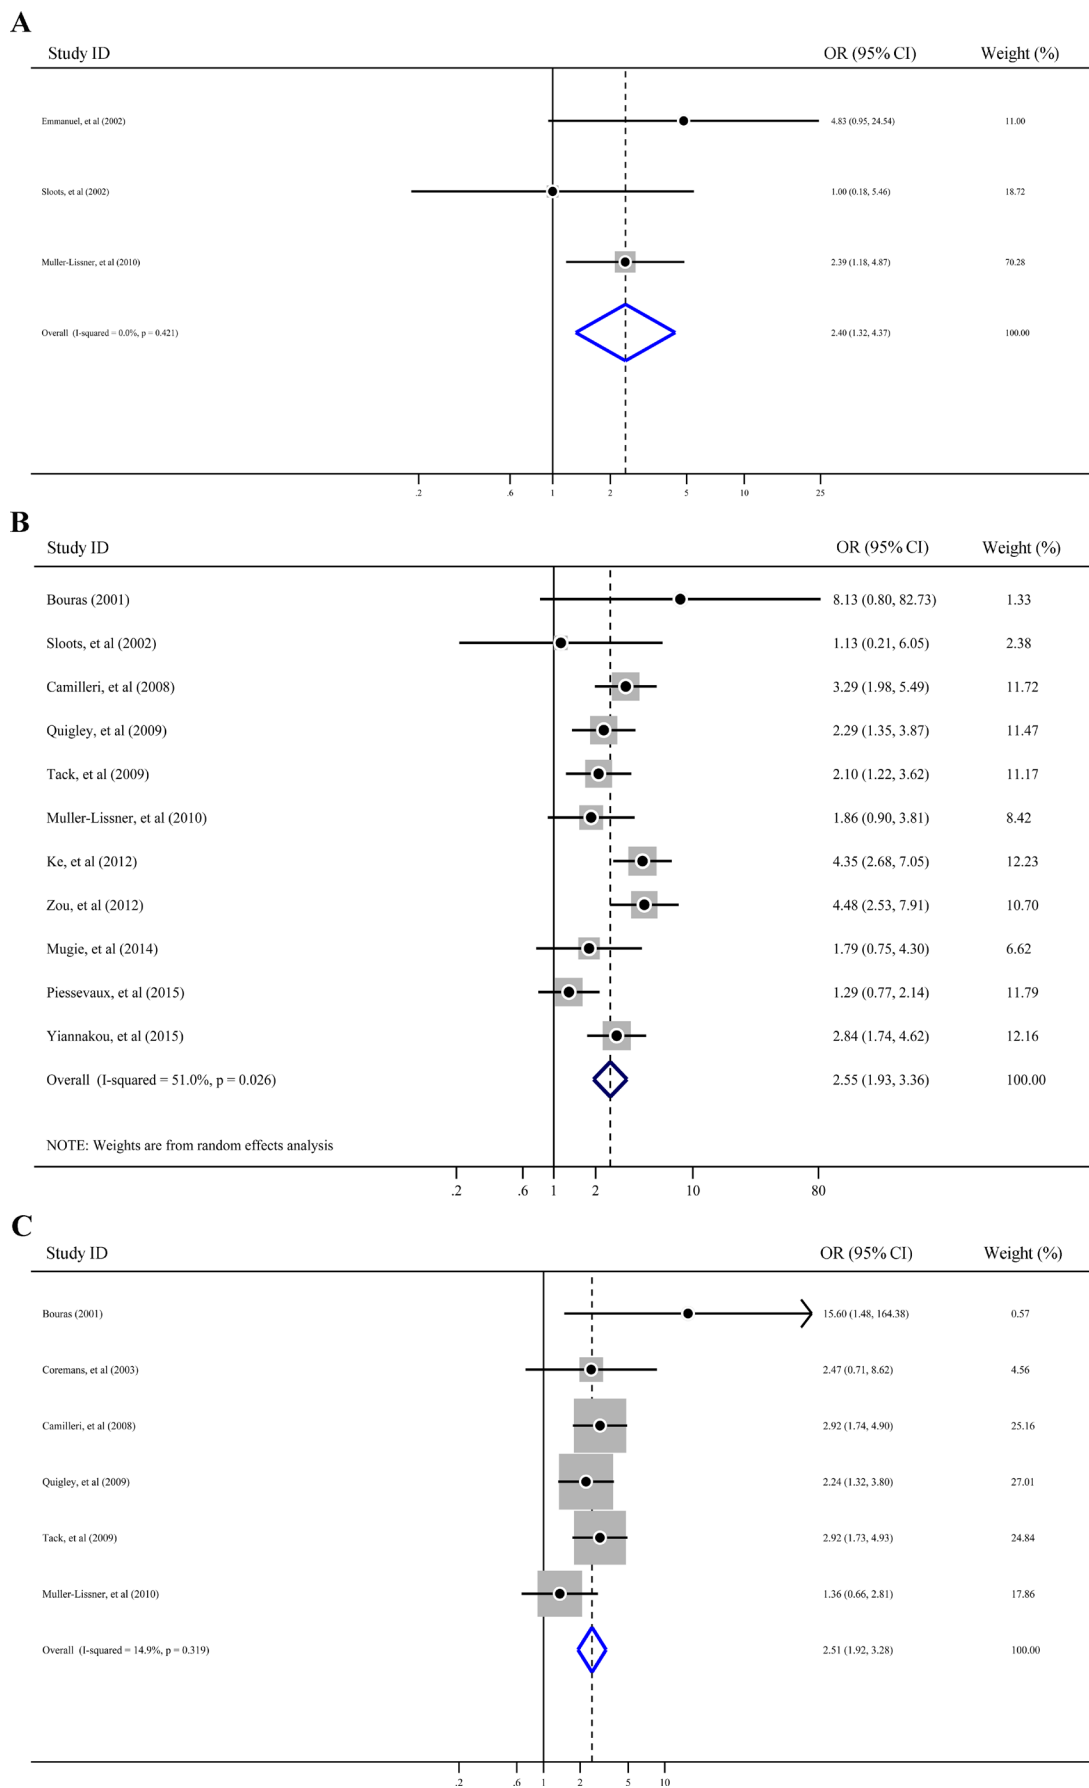 A
Study ID OR (95% CI) Weight (%)
Emmanuel, et al (2002) 4.83 (0.95, 24.54) 11.00
Sloots, et al (2002) 1.00 (0.18, 5.46) 18.72
Muller-Lissner, et al (2010) 2.39 (1.18, 4.87) 70.28
Overall (I-squared = 0.0%, p = 0.421) 2.40 (1.32, 4.37) 100.00
.2 .6 1 2 5 10 25
B
Study ID OR (95% CI) Weight (%)
Bouras (2001) 8.13 (0.80, 82.73) 1.33
Sloots, et al (2002) 1.13 (0.21, 6.05) 2.38
Camilleri, et al (2008) 3.29 (1.98, 5.49) 11.72
Quigley, et al (2009) 2.29 (1.35, 3.87) 11.47
Tack, et al (2009) 2.10 (1.22, 3.62) 11.17
Muller-Lissner, et al (2010) 1.86 (0.90, 3.81) 8.42
Ke, et al (2012) 4.35 (2.68, 7.05) 12.23
Zou, et al (2012) 4.48 (2.53, 7.91) 10.70
Mugie, et al (2014) 1.79 (0.75, 4.30) 6.62
Piessevaux, et al (2015) 1.29 (0.77, 2.14) 11.79
Yiannakou, et al (2015) 2.84 (1.74, 4.62) 12.16
Overall (I-squared = 51.0%, p = 0.026) 2.55 (1.93, 3.36) 100.00
NOTE: Weights are from random effects analysis
.2 .6 1 2 10 80
C
Study ID OR (95% CI) Weight (%)
Bouras (2001) 15.60 (1.48, 164.38) 0.57
Coremans, et al (2003) 2.47 (0.71, 8.62) 4.56
Camilleri, et al (2008) 2.92 (1.74, 4.90) 25.16
Quigley, et al (2009) 2.24 (1.32, 3.80) 27.01
Tack, et al (2009) 2.92 (1.73, 4.93) 24.84
Muller-Lissner, et al (2010) 1.36 (0.66, 2.81) 17.86
Overall (I-squared = 14.9%, p = 0.319) 2.51 (1.92, 3.28) 100.00
.2 .6 1 2 5 10